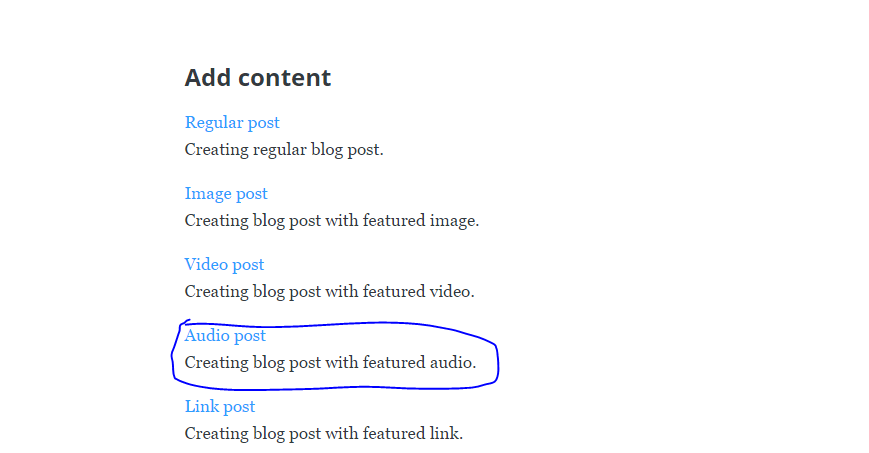 Add content
Regular post
Creating regular blog post.
Image post
Creating blog post with featured image.
Video post
Creating blog post with featured video.
Audio post
Creating blog post with featured audio.
Link post
Creating blog post with featured link.